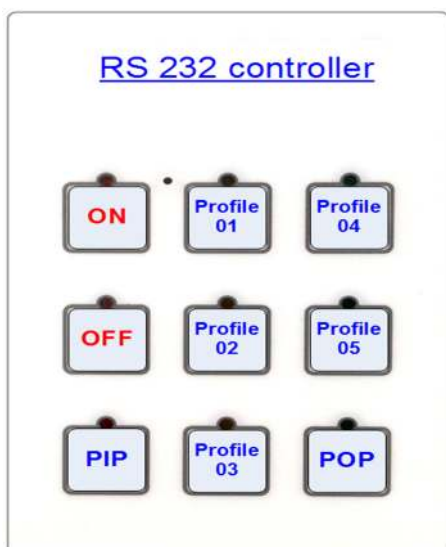 RS 232 controller
ON
Profile
01
Profile
04
OFF
Profile
02
Profile
05
PIP
Profile
03
POP